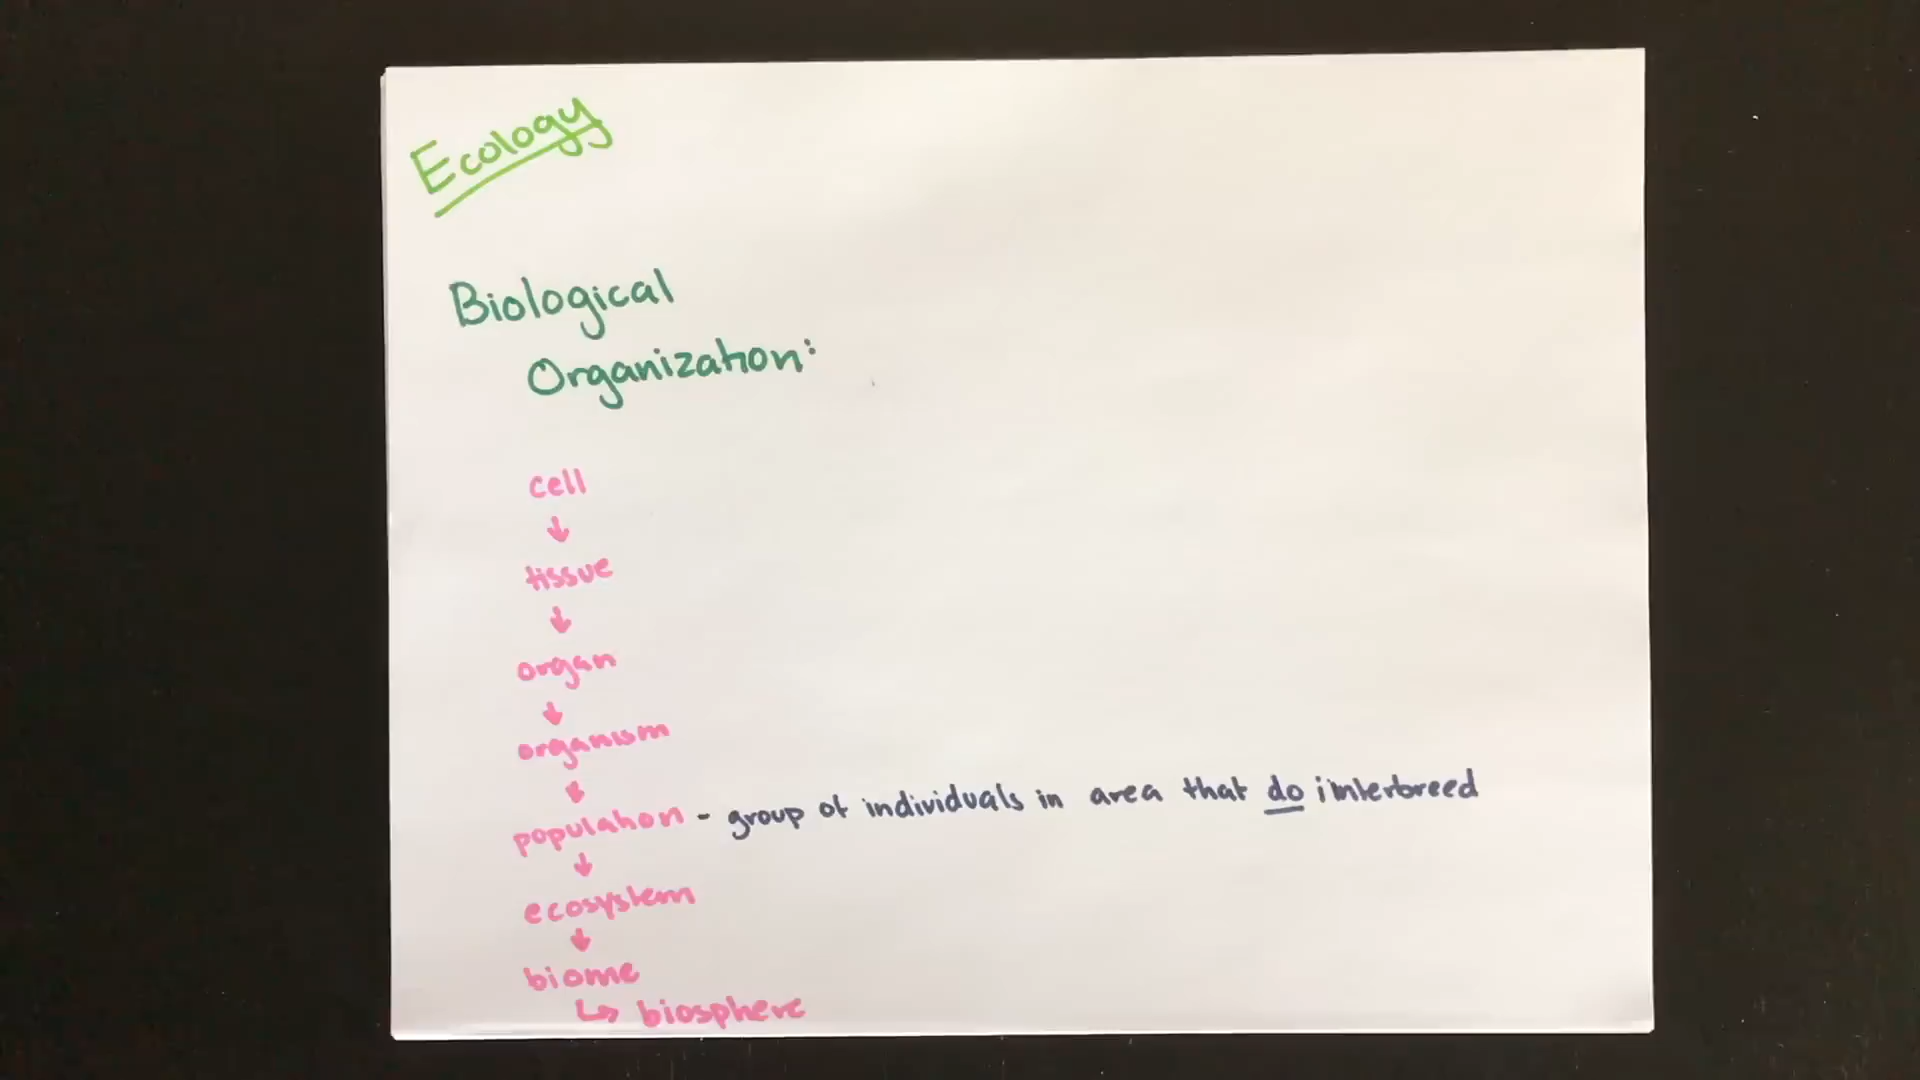 Ecology
Biological
Organization:
cell
↓
tissue
↓
organ
↓
organism
↓
population - group of individuals in area that do interbreed
↓
ecosystem
↓
biome
↳ biosphere